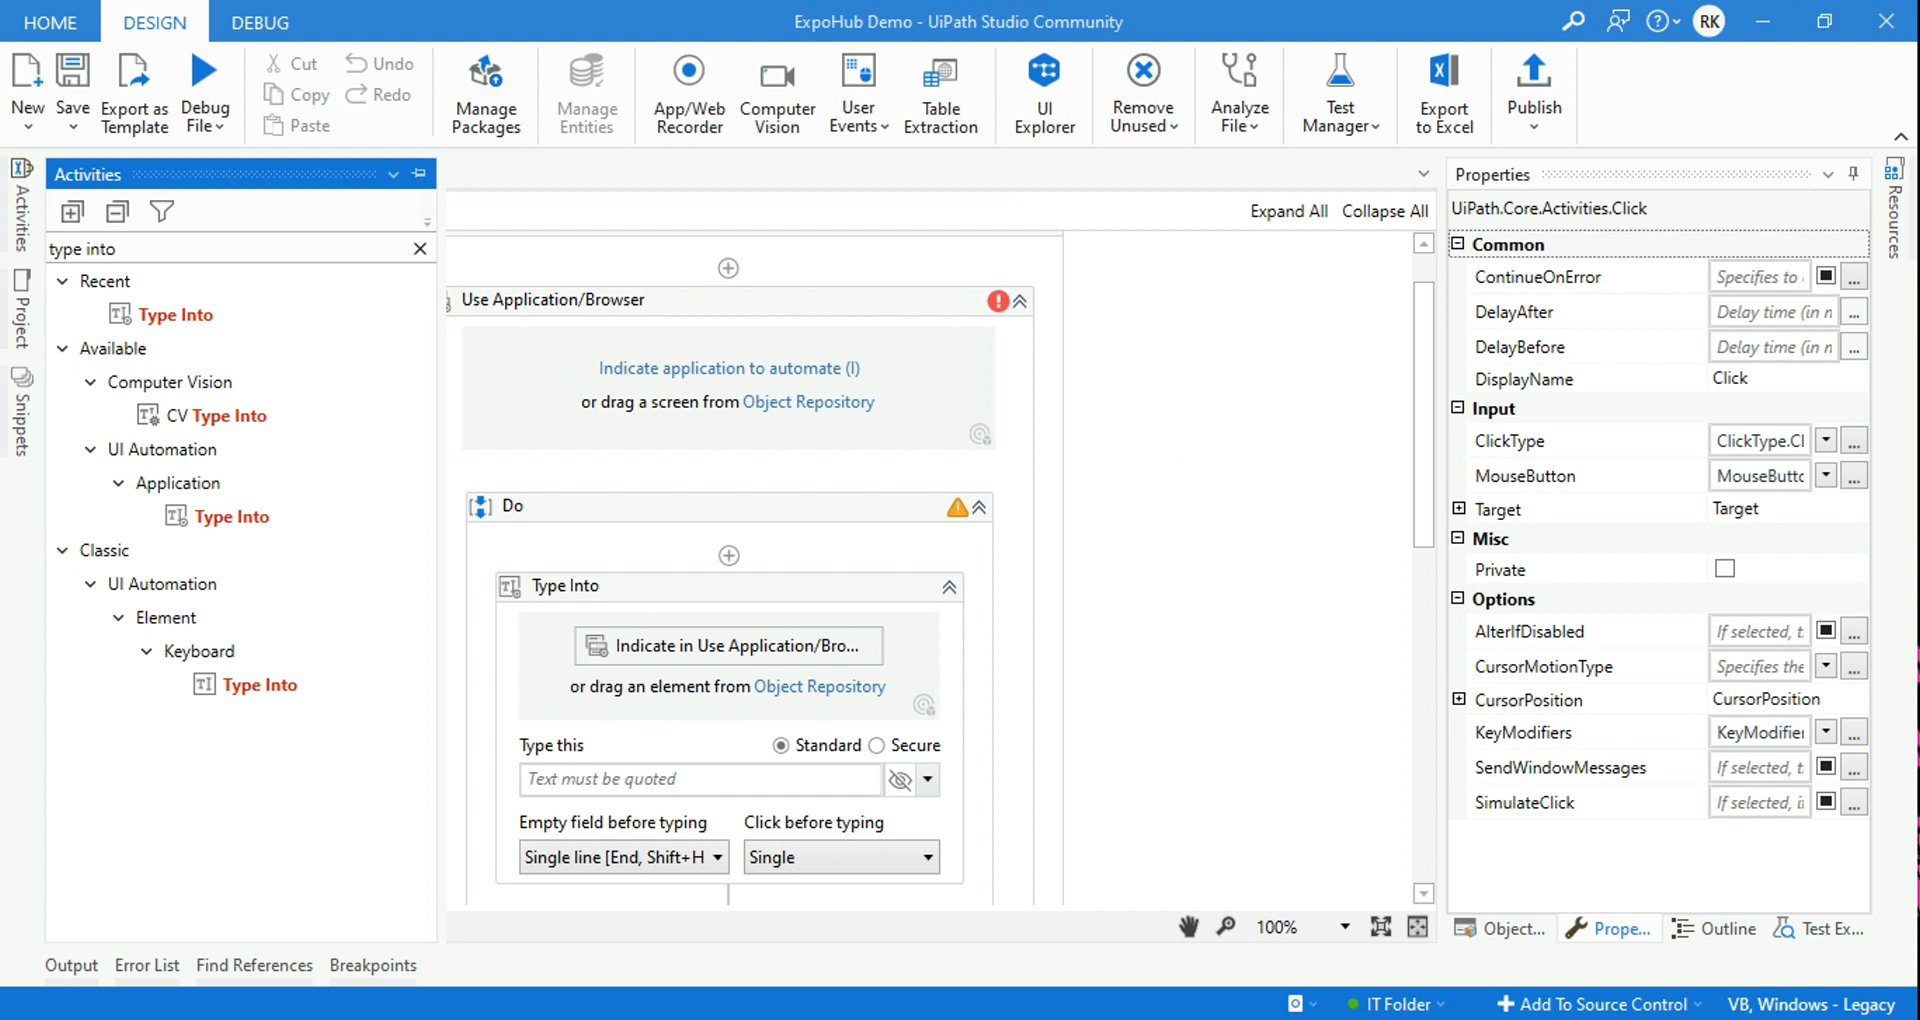 HOME DESIGN DEBUG ExpoHub Demo - UiPath Studio Community RK
New Save Export as Template Debug File Cut Copy Paste Undo Redo Manage Packages Manage Entities App/Web Recorder Computer Vision User Events Table Extraction UI Explorer Remove Unused Analyze File Test Manager Export to Excel Publish
Activities
Project
Snippets
Activities
type into
Recent
Type Into
Available
Computer Vision
CV Type Into
UI Automation
Application
Type Into
Classic
UI Automation
Element
Keyboard
Type Into
Expand All Collapse All
Use Application/Browser
Indicate application to automate (I)
or drag a screen from Object Repository
Do
Type Into
Indicate in Use Application/Bro...
or drag an element from Object Repository
Type this Standard Secure
Text must be quoted
Empty field before typing Click before typing
Single line [End, Shift+H Single
100%
Properties
UiPath.Core.Activities.Click
Common
ContinueOnError Specifies to
DelayAfter Delay time (in n ...
DelayBefore Delay time (in n ...
DisplayName Click
Input
ClickType ClickType.Cl ...
MouseButton MouseButtc ...
Target Target
Misc
Private
Options
AlterIfDisabled If selected, t. ...
CursorMotionType Specifies the ...
CursorPosition CursorPosition
KeyModifiers KeyModifier ...
SendWindowMessages If selected, t. ...
SimulateClick If selected, i ...
Object... Prope... Outline Test Ex...
Resources
Output Error List Find References Breakpoints
IT Folder Add To Source Control VB, Windows - Legacy